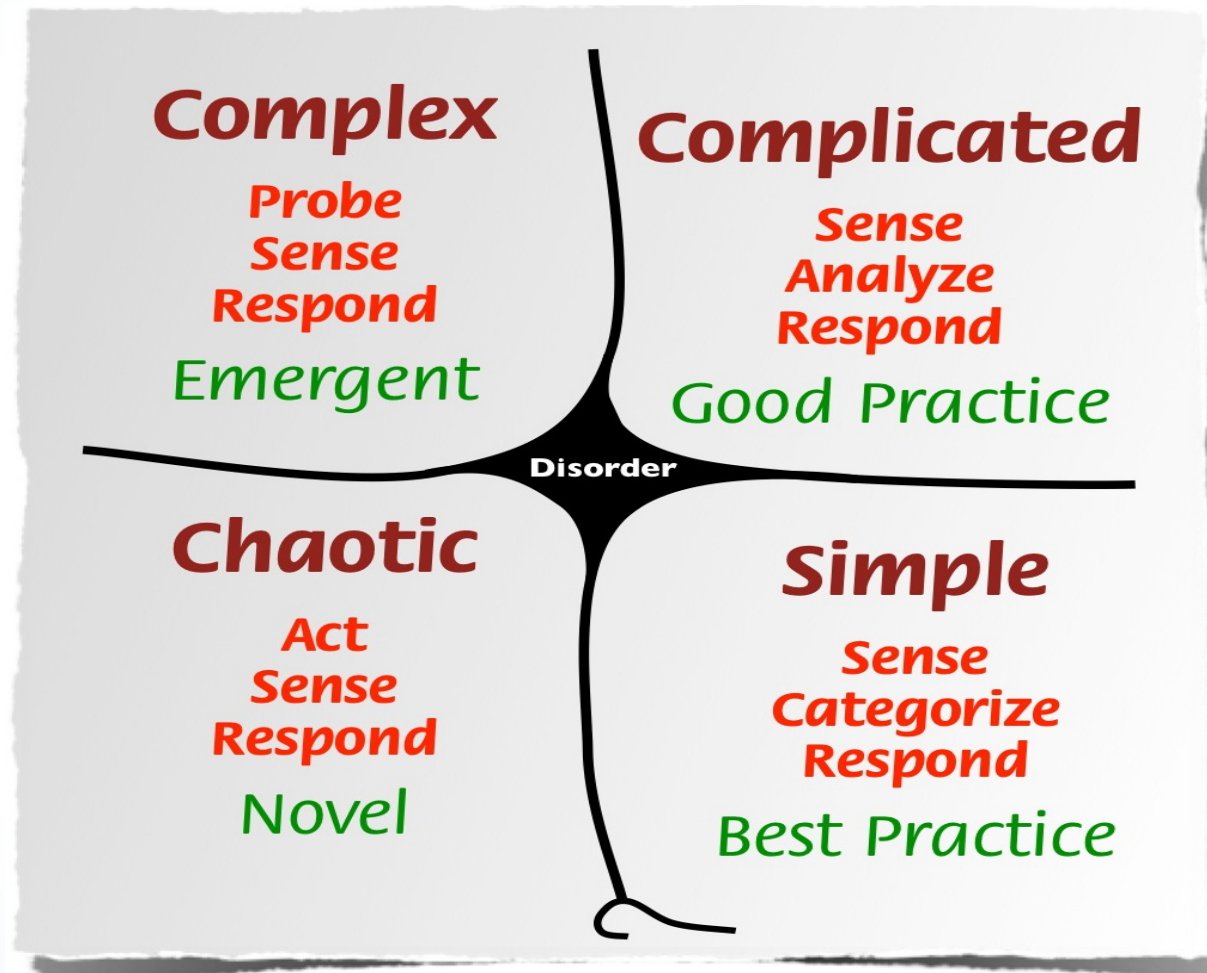 Complex
Probe
Sense
Respond
Emergent
Complicated
Sense
Analyze
Respond
Good Practice
Disorder
Chaotic
Act
Sense
Respond
Novel
Simple
Sense
Categorize
Respond
Best Practice